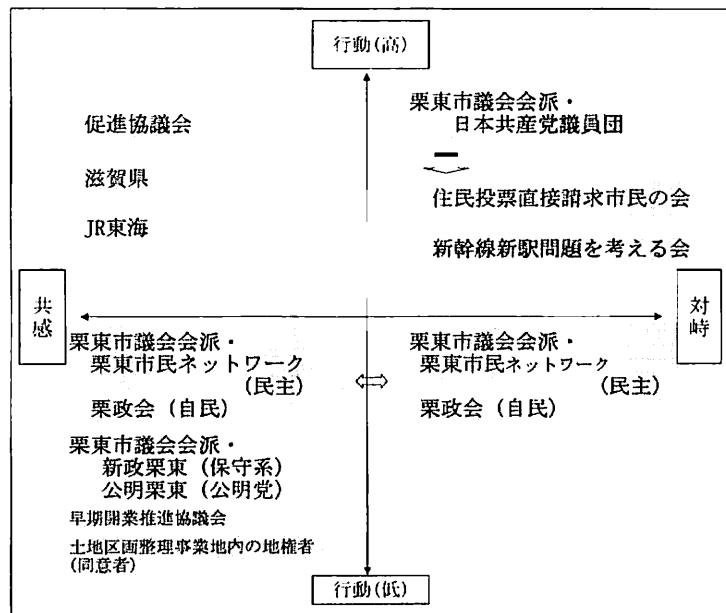 行動(高)
促進協議会
滋賀県
JR東海
栗東市議会会派・
日本共産党議員団
住民投票直接請求市民の会
新幹線新駅問題を考える会
共感
対峙
栗東市議会会派・
栗東市民ネットワーク
(民主)
栗政会(自民)
栗東市議会会派・
新政栗東(保守系)
公明栗東(公明党)
早期開業推進協議会
土地区画整理事業地内の地権者
(同意者)
栗東市議会会派・
栗東市民ネットワーク
(民主)
栗政会(自民)
行動(低)